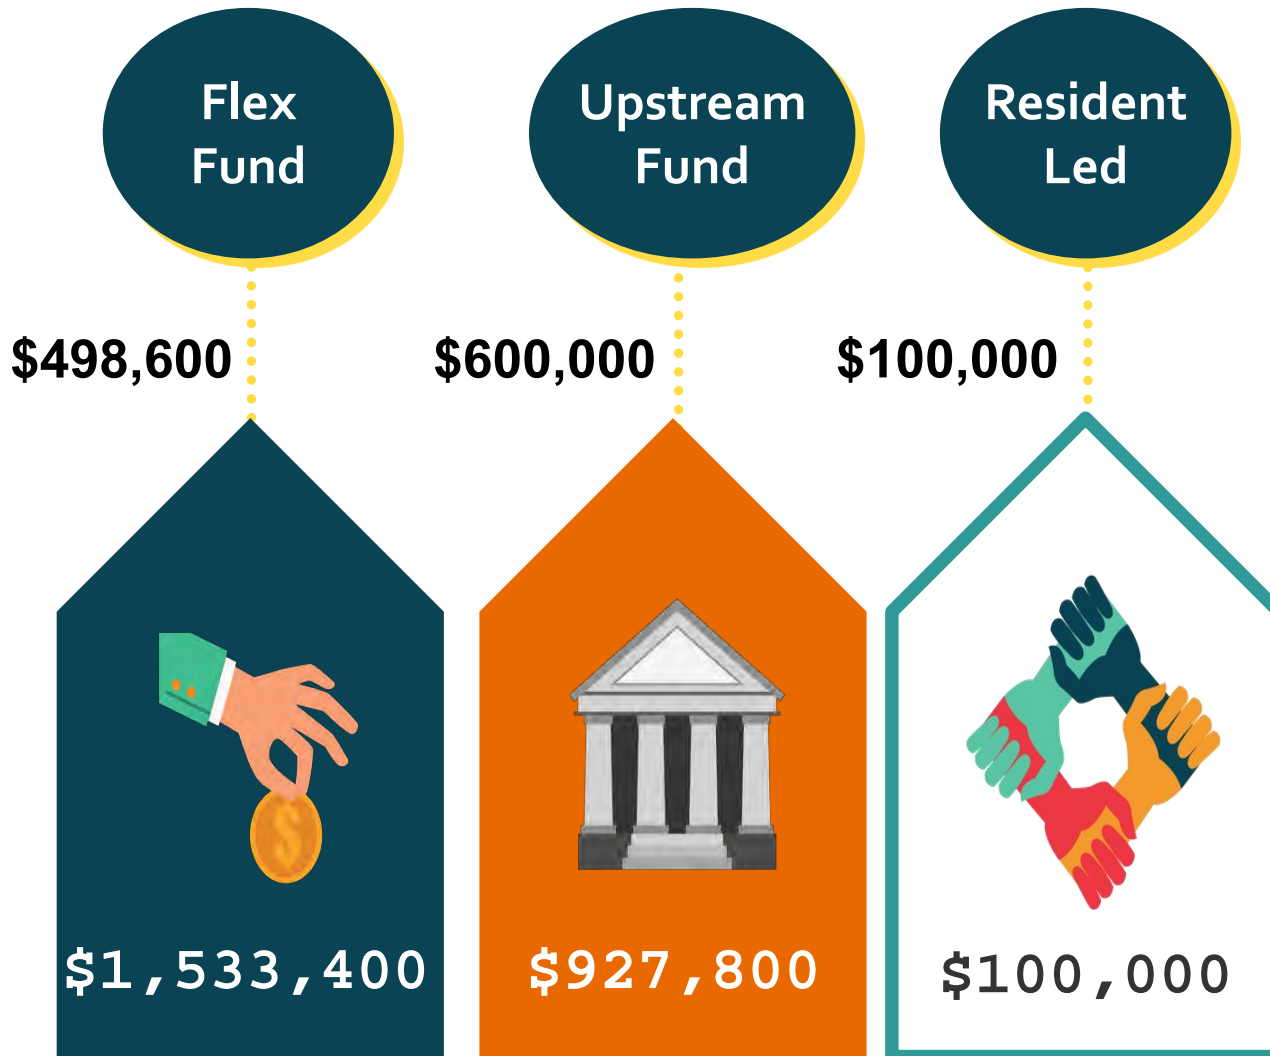 Flex
Fund
Upstream
Fund
Resident
Led
$498,600
$600,000
$100,000
$
$1,533,400
$927,800
$100,000